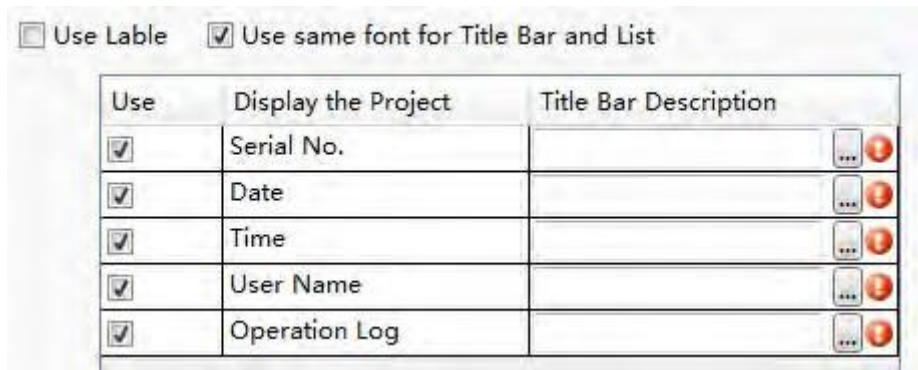 Use Lable Use same font for Title Bar and List
Use Display the Project Title Bar Description
Serial No. ...
Date ...
Time ...
User Name ...
Operation Log ...